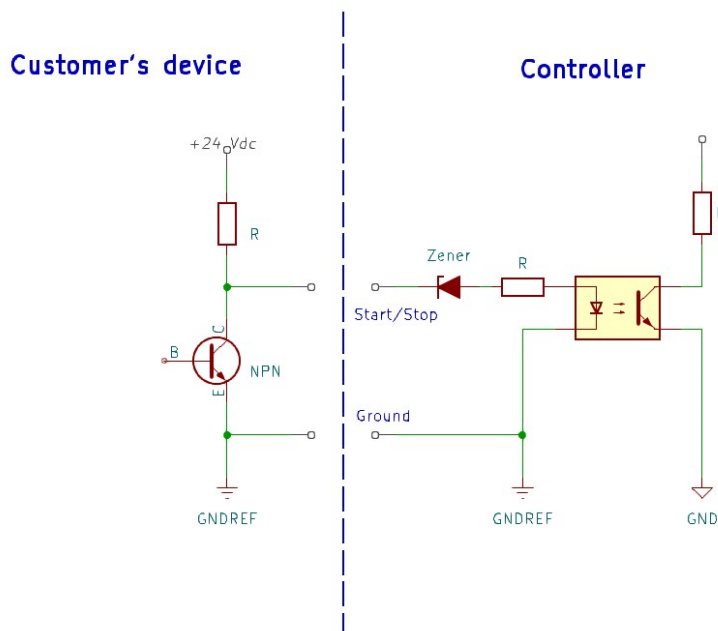 Customer's device
Controller
+24 Vdc
R
Zener
R
Start/Stop
C
B
NPN
E
Ground
GNDREF
GNDREF
GND